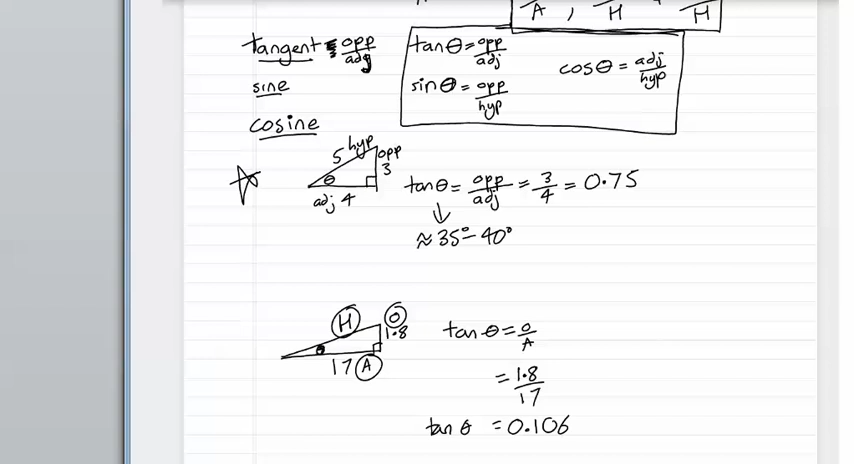 A , H H
tangent = opp/adj
sine
cosine
tanθ = opp/adj
sinθ = opp/hyp
cosθ = adj/hyp
5 hyp
opp
3
θ
adj 4
tanθ = opp/adj = 3/4 = 0.75
≈ 35° - 40°
H
O
1.8
θ
17 A
tanθ = O/A
= 1.8/17
tan θ = 0.106